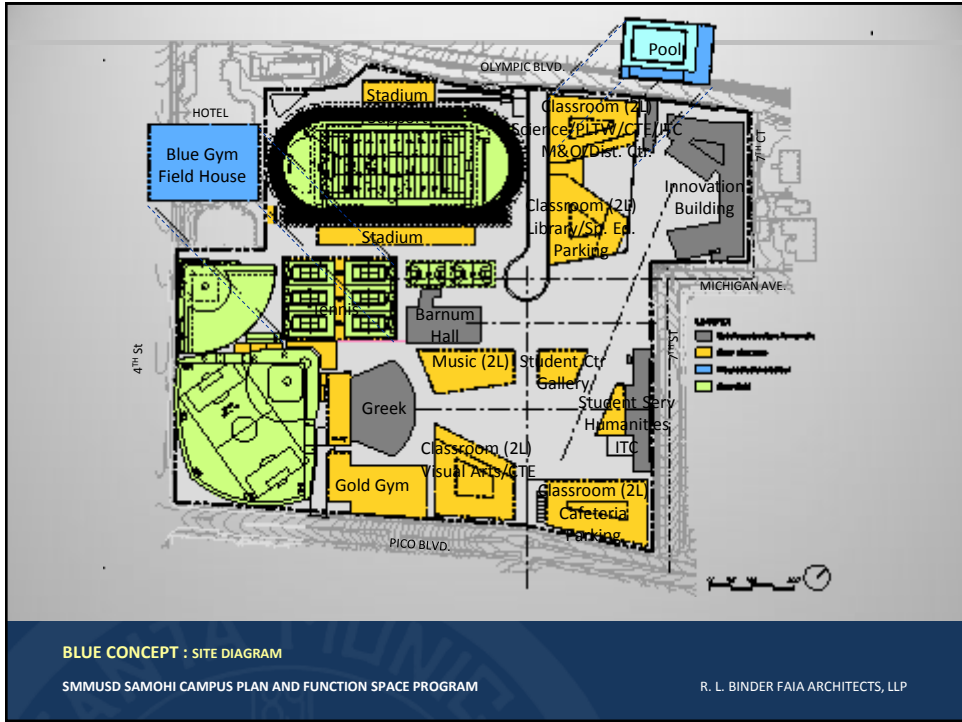 Pool
OLYMPIC BLVD.
Stadium
HOTEL
Classroom (2L)
Science/PLTW/CTE/ITC
M&O/Dist. Ctr.
7TH CT
Blue Gym
Field House
Innovation
Building
Classroom (2L)
Library/Sp. Ed.
Parking
Stadium
MICHIGAN AVE.
Tennis
Barnum
Hall
4TH St
7TH ST
Music (2L)
Student Ctr
Gallery
Greek
Student Serv
Humanities
ITC
Classroom (2L)
Visual Arts/CTE
Gold Gym
Classroom (2L)
Cafeteria
Parking
PICO BLVD.
BLUE CONCEPT : SITE DIAGRAM
SMMUSD SAMOHI CAMPUS PLAN AND FUNCTION SPACE PROGRAM
R. L. BINDER FAIA ARCHITECTS, LLP